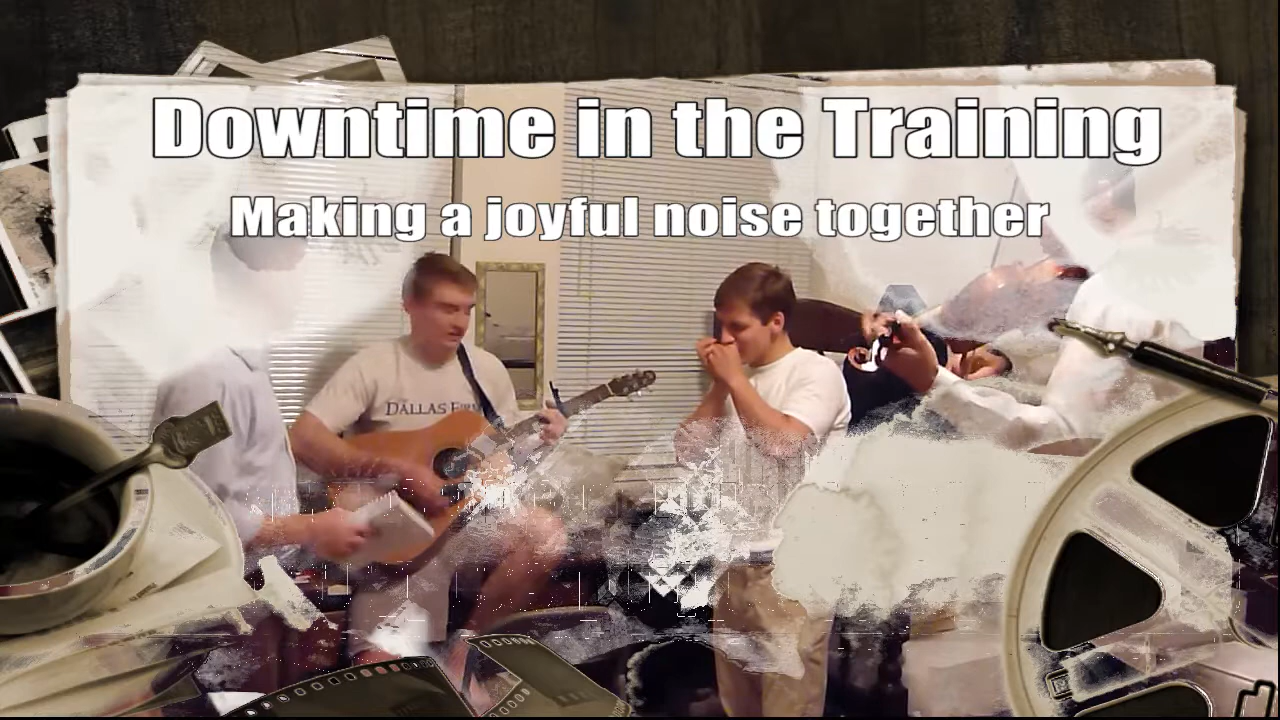 Downtime in the Training
Making a joyful noise together
DALLAS